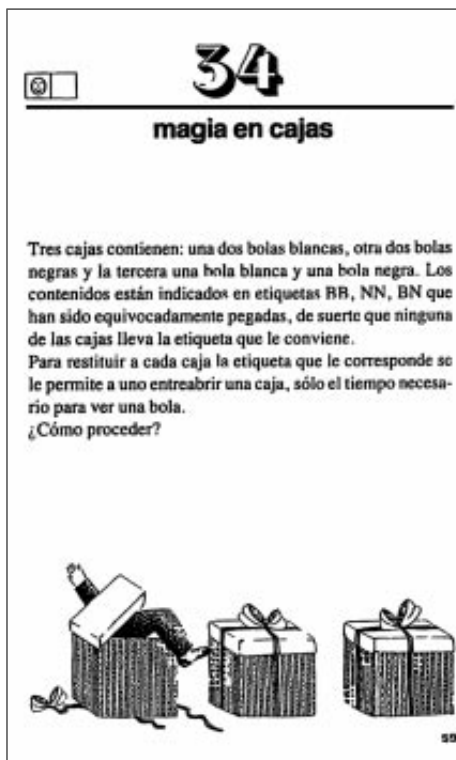 34
magia en cajas
Tres cajas contienen: una dos bolas blancas, otra dos bolas
negras y la tercera una bola blanca y una bola negra. Los
contenidos están indicados en etiquetas BB, NN, BN que
han sido equivocadamente pegadas, de suerte que ninguna
de las cajas lleva la etiqueta que le conviene.
Para restituir a cada caja la etiqueta que le corresponde se
le permite a uno entreabrir una caja, sólo el tiempo necesa-
rio para ver una bola.
¿Cómo proceder?
59